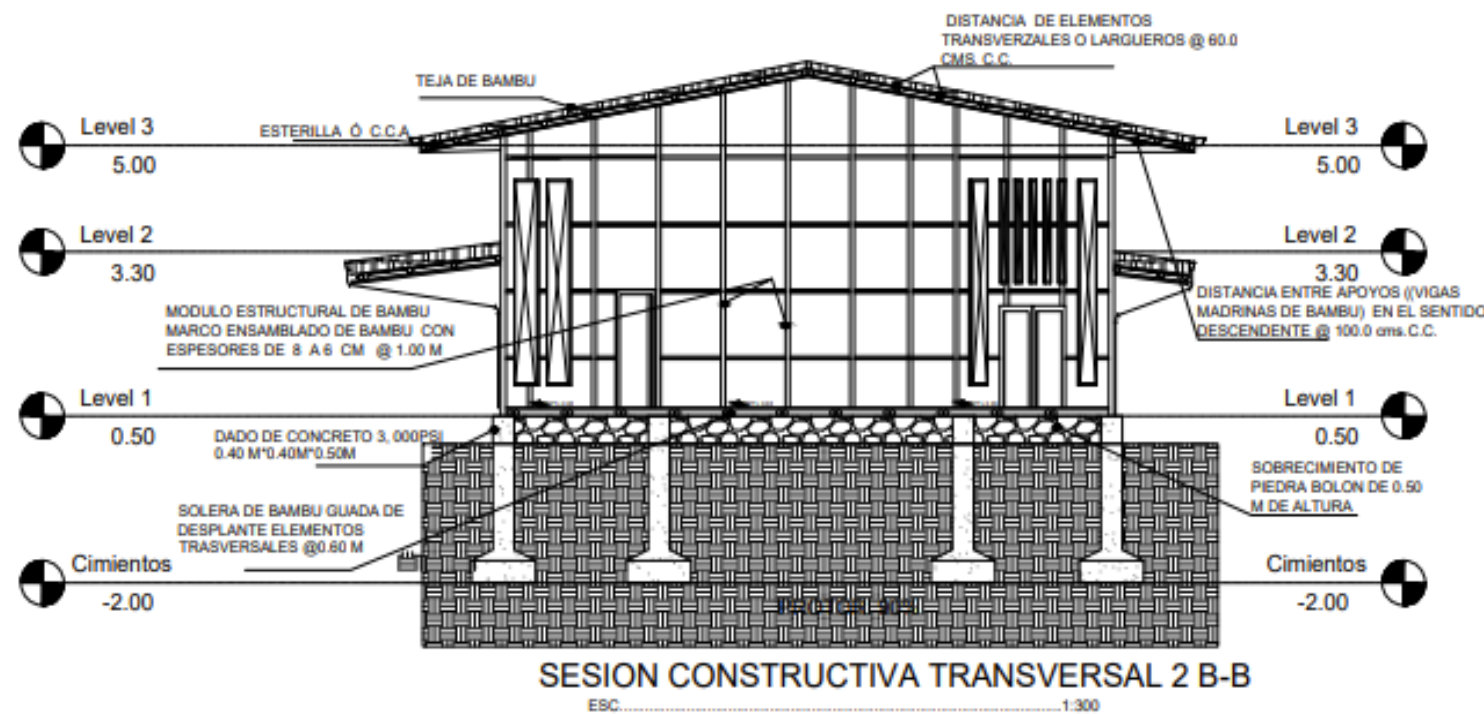 DISTANCIA DE ELEMENTOS
TRANSVERZALES O LARGUEROS @ 60.0
CMS. C.C.
TEJA DE BAMBU
ESTERILLA Ó C.C.A
Level 3
5.00
Level 3
5.00
Level 2
3.30
Level 2
3.30
MODULO ESTRUCTURAL DE BAMBU
MARCO ENSAMBLADO DE BAMBU CON
ESPESORES DE 8 A 6 CM @ 1.00 M
DISTANCIA ENTRE APOYOS ((VIGAS
MADRINAS DE BAMBU) EN EL SENTIDO
DESCENDENTE @ 100.0 cms.C.C.
Level 1
0.50
Level 1
0.50
DADO DE CONCRETO 3, 000PSI
0.40 M*0.40M*0.50M
SOBRECIMIENTO DE
PIEDRA BOLON DE 0.50
M DE ALTURA
SOLERA DE BAMBU GUADA DE
DESPLANTE ELEMENTOS
TRASVERSALES @0.60 M
Cimientos
-2.00
Cimientos
-2.00
SESION CONSTRUCTIVA TRANSVERSAL 2 B-B
ESC.....1:300